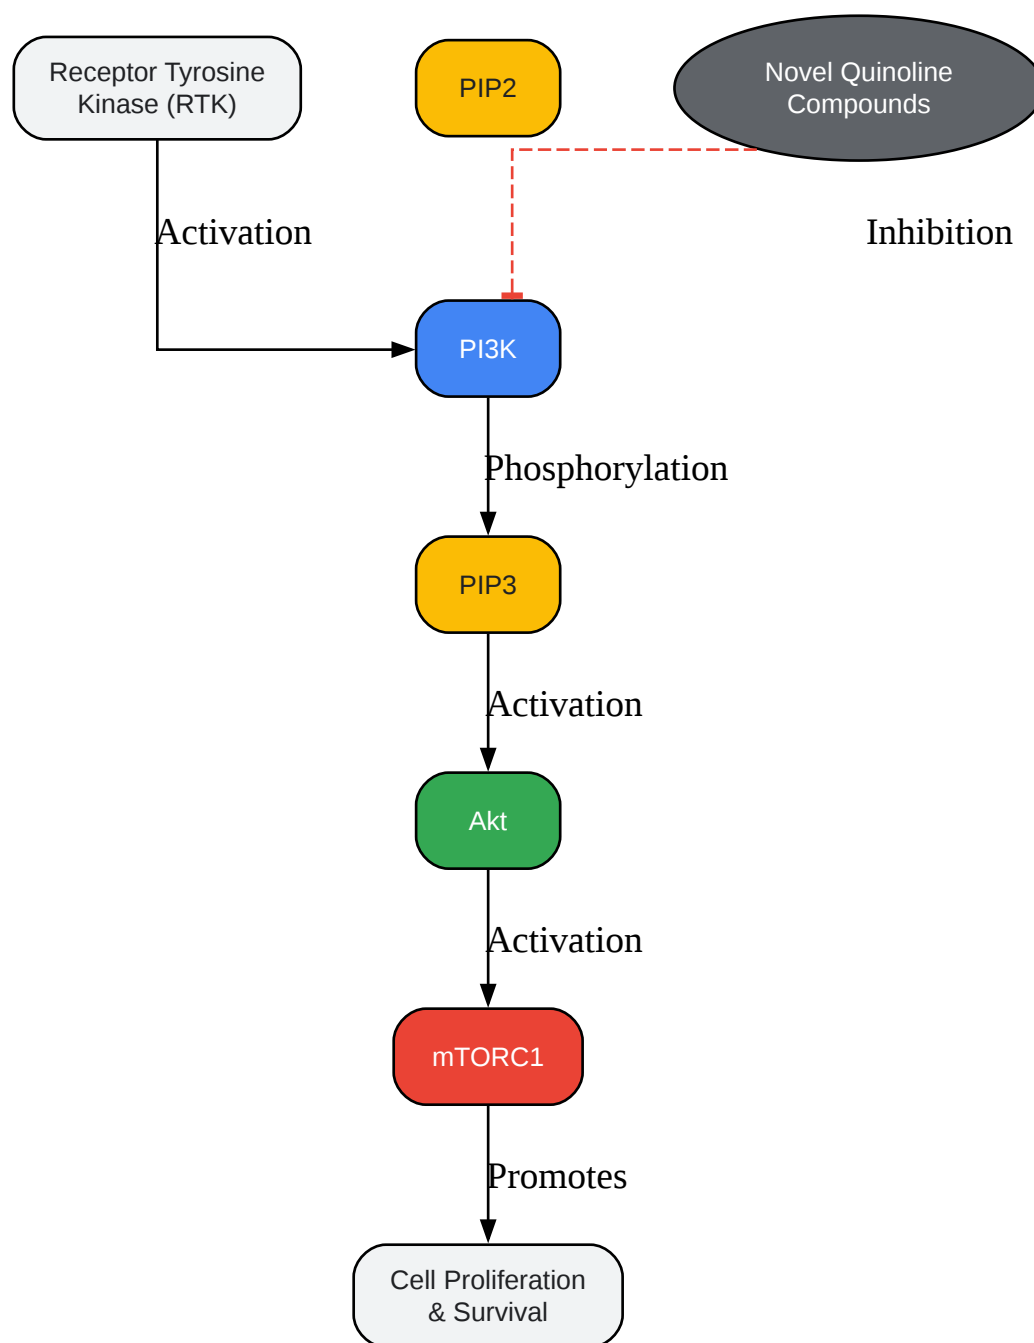 Receptor Tyrosine
Kinase (RTK)
PIP2
Novel Quinoline
Compounds
Activation
Inhibition
PI3K
Phosphorylation
PIP3
Activation
Akt
Activation
mTORC1
Promotes
Cell Proliferation
& Survival